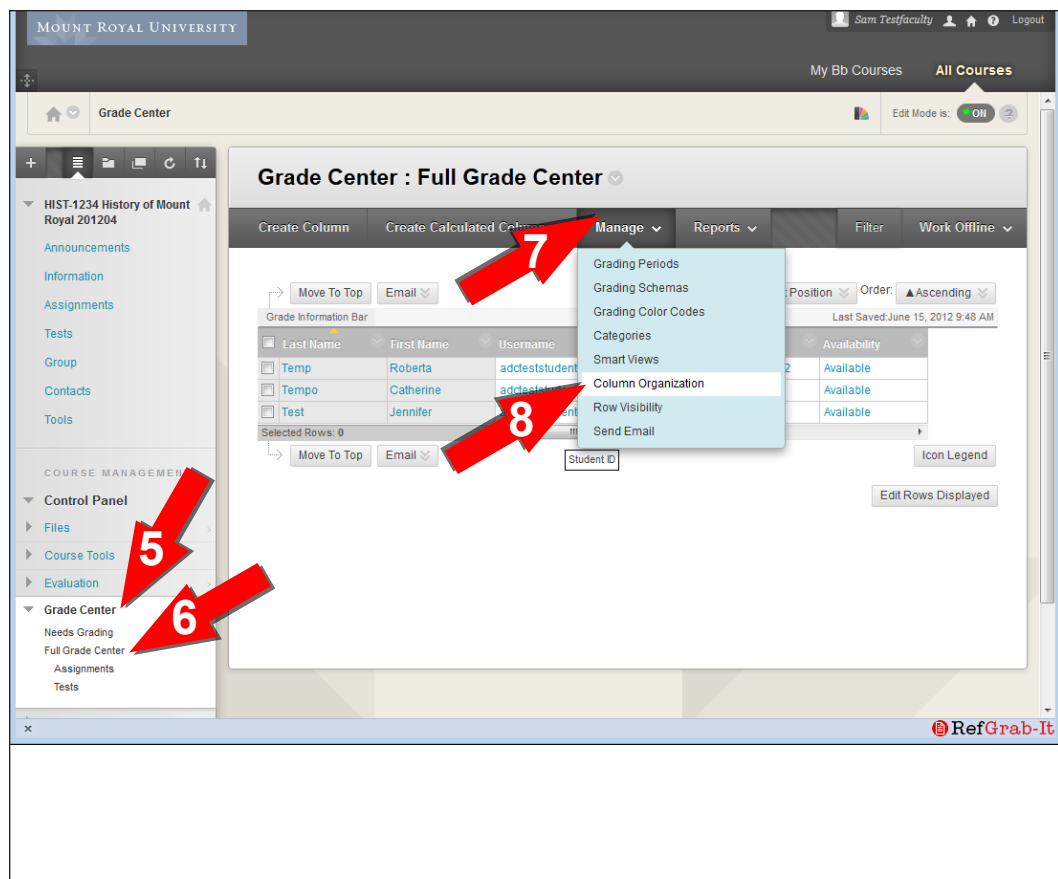 MOUNT ROYAL UNIVERSITY
Sam Testfaculty Logout
My Bb Courses All Courses
Grade Center
Edit Mode is: ON ?
Grade Center : Full Grade Center
HIST-1234 History of Mount
Royal 201204
Announcements
Information
Assignments
Tests
Group
Contacts
Tools
COURSE MANAGEMEN
Control Panel
Files
Course Tools
Evaluation
Grade Center
Needs Grading
Full Grade Center
Assignments
Tests
5
6
Create Column Create Calculated Manage Reports Filter Work Offline
7
Grading Periods
Grading Schemas
Grading Color Codes
Categories
Smart Views
Column Organization
Row Visibility
Send Email
8
Move To Top Email Position Order: ▲Ascending
Grade Information Bar Last Saved:June 15, 2012 9:48 AM
Last Name First Name Username Availability
Temp Roberta adcteststudent 2 Available
Tempo Catherine Available
Test Jennifer Available
Selected Rows: 0
Move To Top Email Student ID Icon Legend
Edit Rows Displayed
x
RefGrab-It